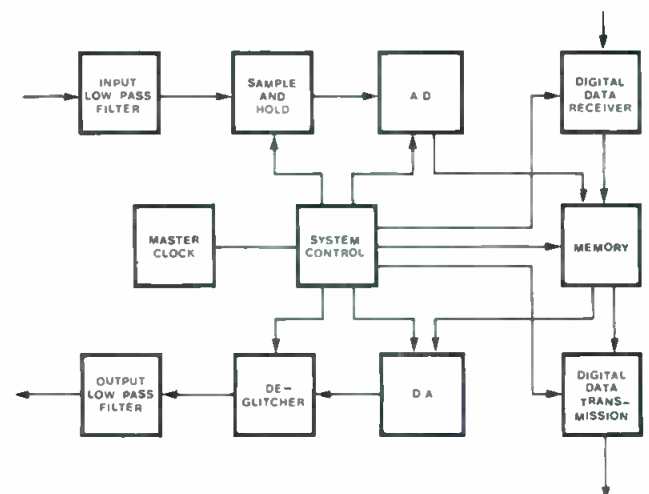 INPUT
LOW PASS
FILTER
SAMPLE
AND
HOLD
A D
DIGITAL
DATA
RECEIVER
MASTER
CLOCK
SYSTEM
CONTROL
MEMORY
OUTPUT
LOW PASS
FILTER
DE-
GLITCHER
D A
DIGITAL
DATA
TRANS-
MISSION